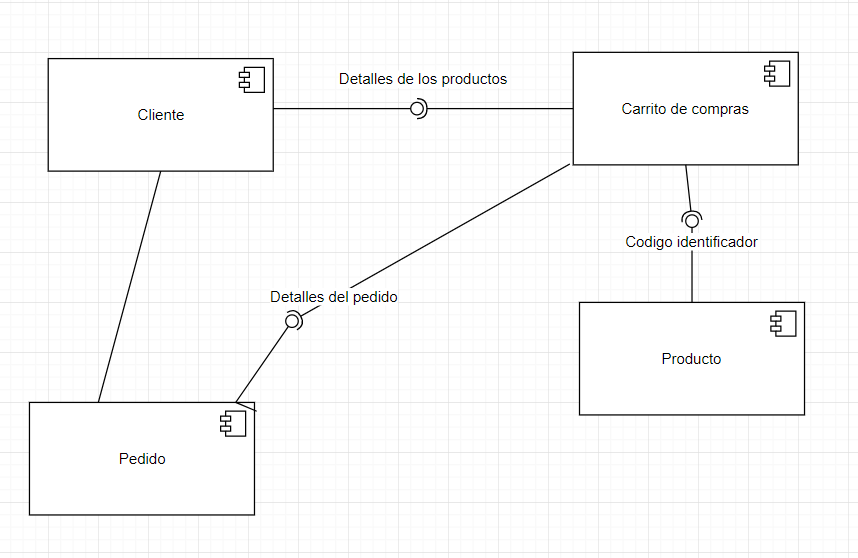 Detalles de los productos
Cliente
Carrito de compras
Codigo identificador
Detalles del pedido
Producto
Pedido